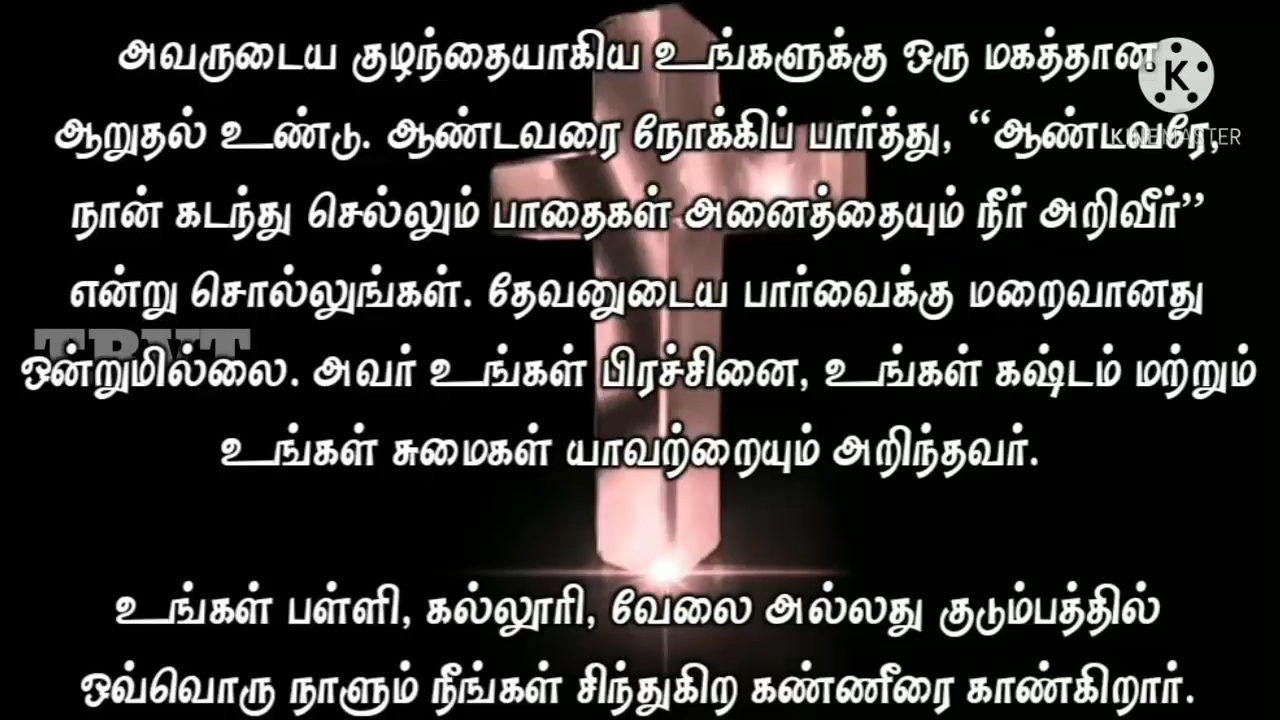 அவருடைய குழந்தையாகிய உங்களுக்கு ஒரு மகத்தான
ஆறுதல் உண்டு. ஆண்டவரை நோக்கிப் பார்த்து, “ஆண்டவரே,
நான் கடந்து செல்லும் பாதைகள் அனைத்தையும் நீர் அறிவீர்”
என்று சொல்லுங்கள். தேவனுடைய பார்வைக்கு மறைவானது
ஒன்றுமில்லை. அவர் உங்கள் பிரச்சினை, உங்கள் கஷ்டம் மற்றும்
உங்கள் சுமைகள் யாவற்றையும் அறிந்தவர்.
உங்கள் பள்ளி, கல்லூரி, வேலை அல்லது குடும்பத்தில்
ஒவ்வொரு நாளும் நீங்கள் சிந்துகிற கண்ணீரை காண்கிறார்.
K
KINEMASTER